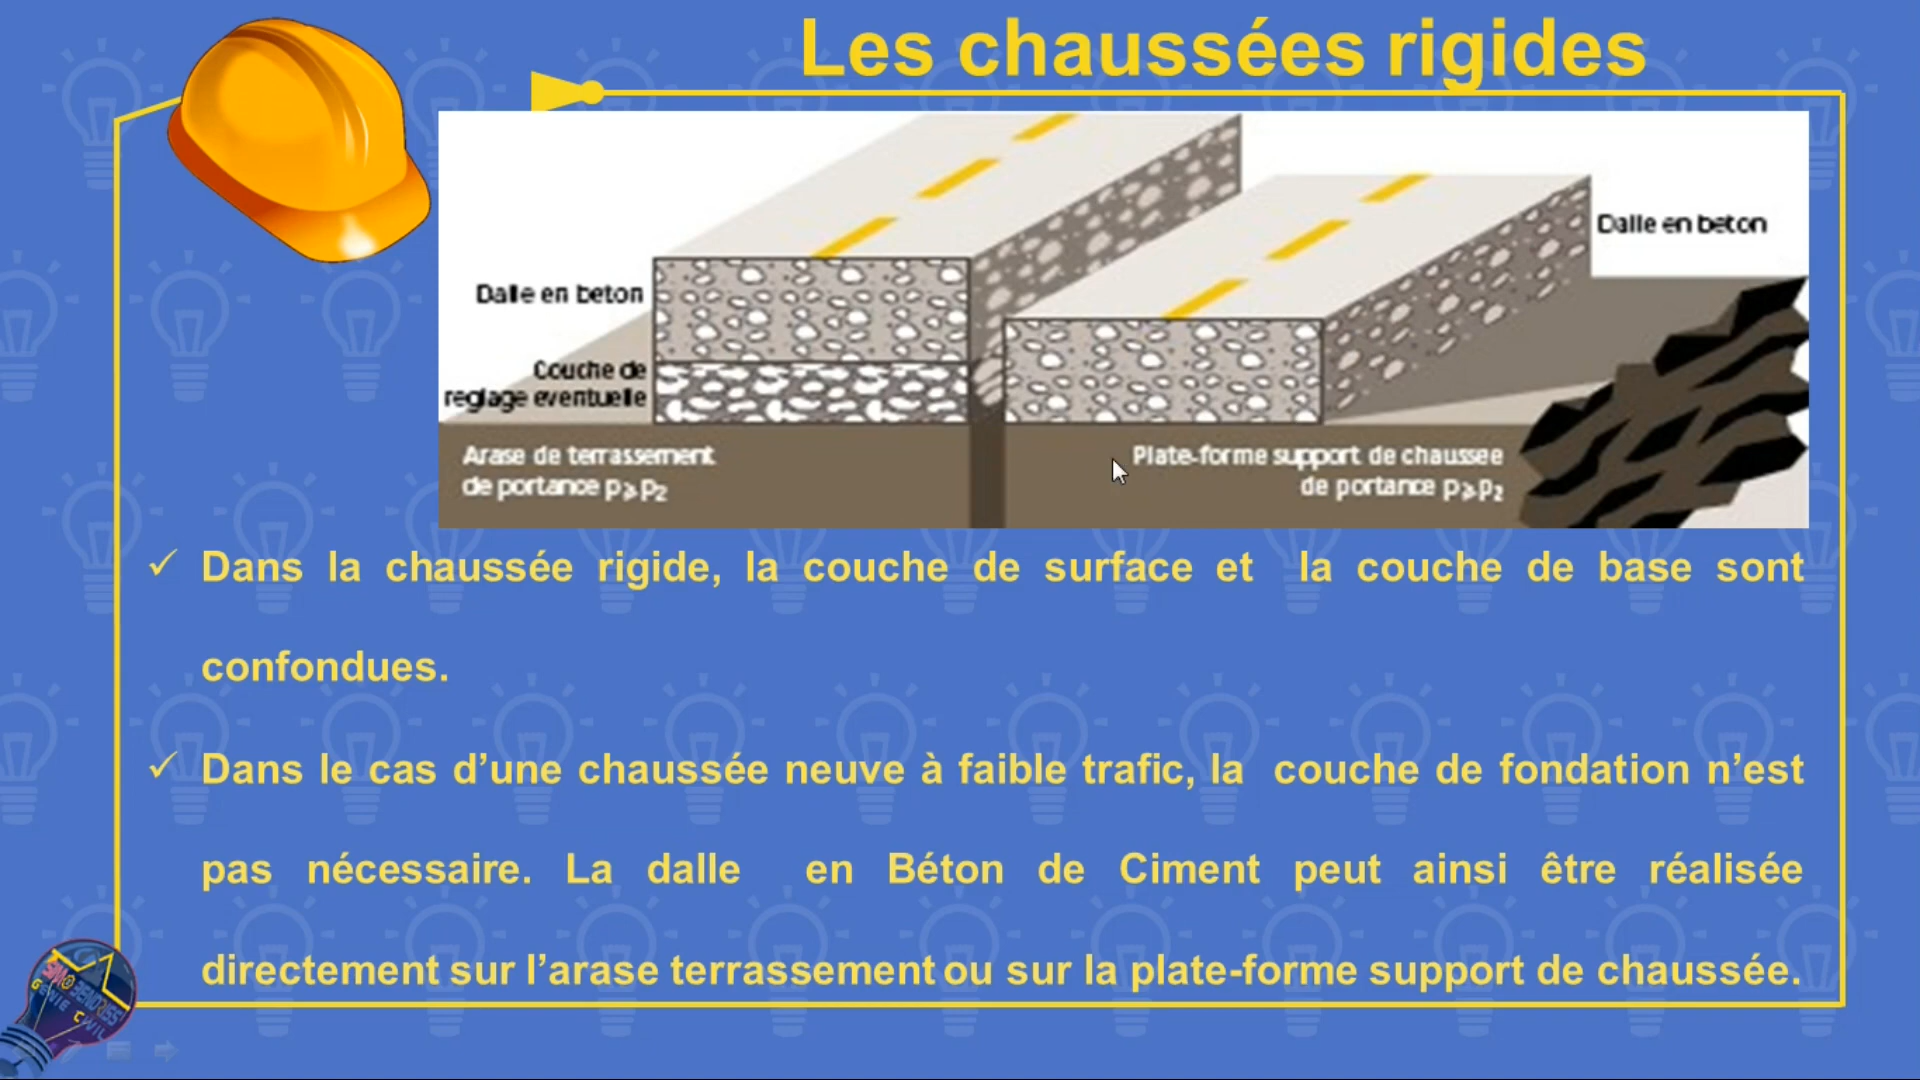 Les chaussées rigides
Dalle en beton
Dalle en beton
Couche de
reglage eventuelle
Arase de terrassement
de portance p≥p2
Plate-forme support de chaussee
de portance p≥p2
✓ Dans la chaussée rigide, la couche de surface et la couche de base sont
confondues.
✓ Dans le cas d’une chaussée neuve à faible trafic, la couche de fondation n’est
pas nécessaire. La dalle en Béton de Ciment peut ainsi être réalisée
directement sur l’arase terrassement ou sur la plate-forme support de chaussée.
GENIE CIVIL